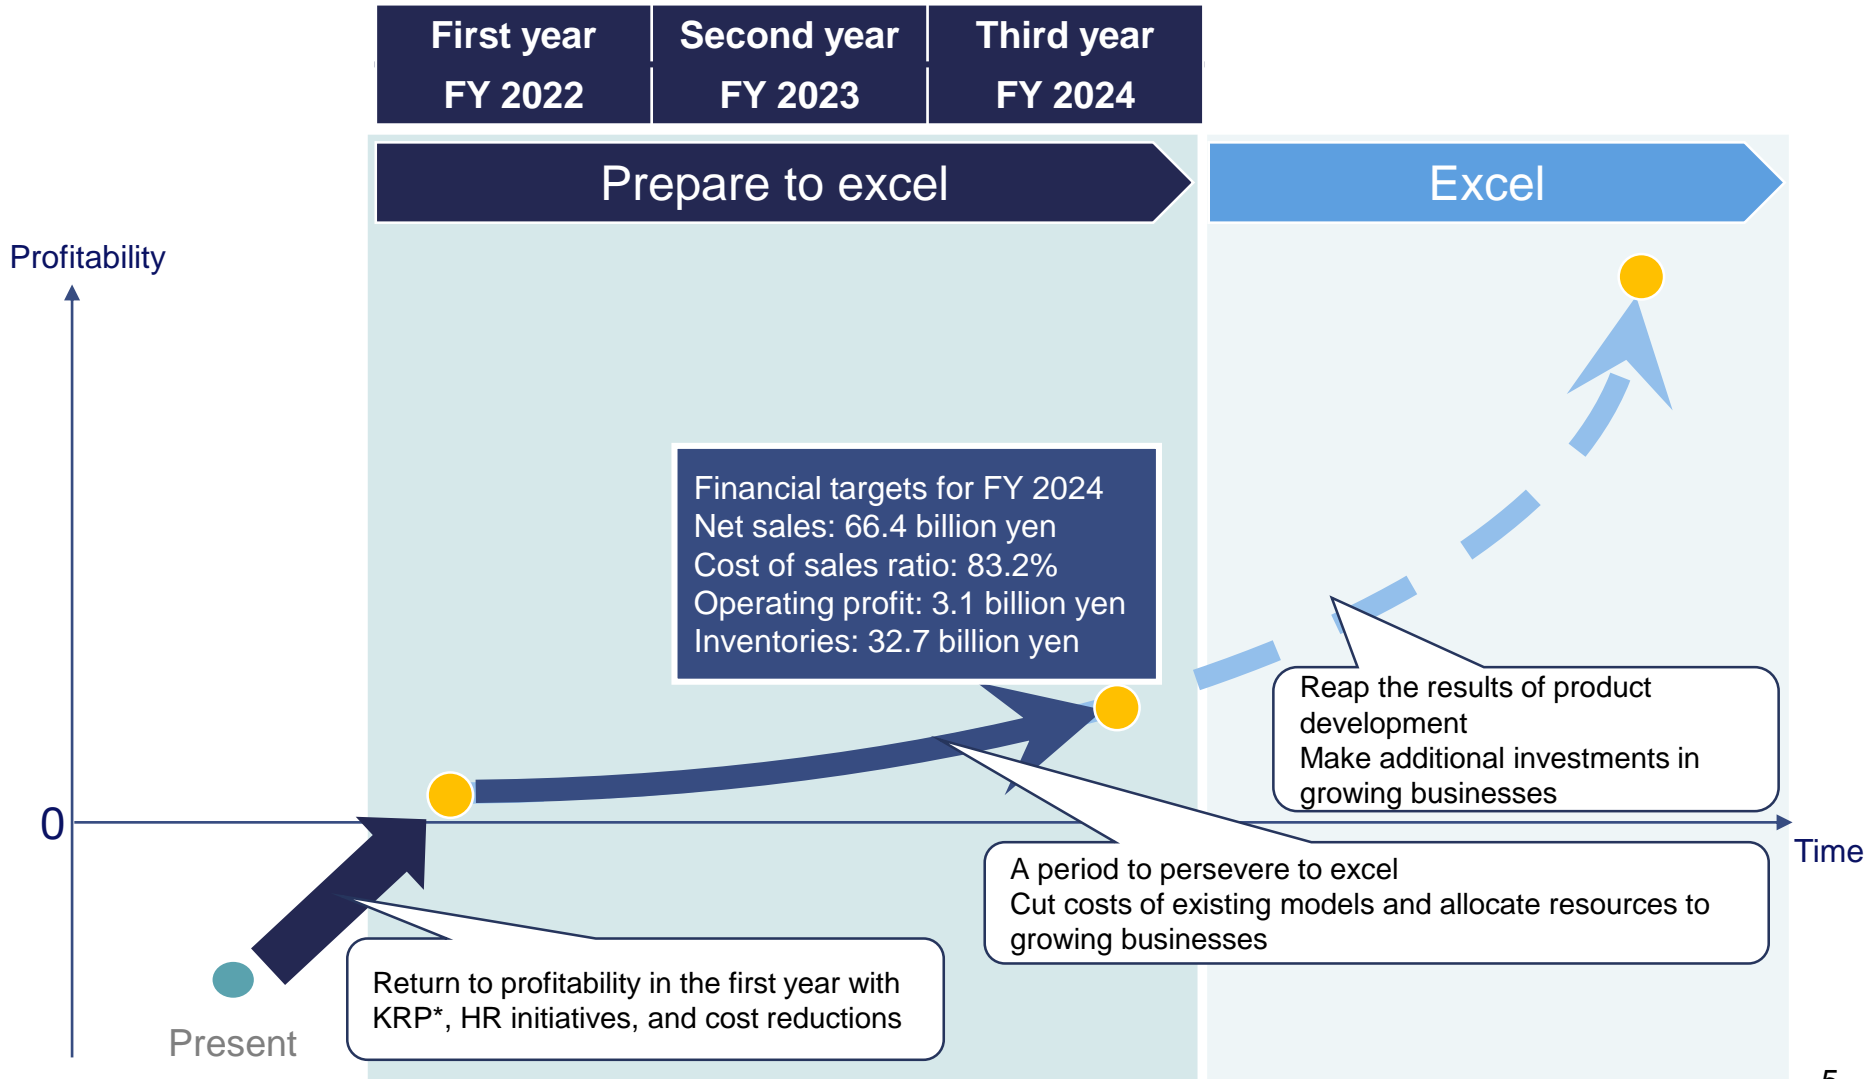 First year
Second year
Third year
FY 2022
FY 2023
FY 2024
Prepare to excel
Excel
Profitability
Financial targets for FY 2024
Net sales: 66.4 billion yen
Cost of sales ratio: 83.2%
Operating profit: 3.1 billion yen
Inventories: 32.7 billion yen
Reap the results of product
development
Make additional investments in
growing businesses
0
Time
A period to persevere to excel
Cut costs of existing models and allocate resources to
growing businesses
Return to profitability in the first year with
KRP*, HR initiatives, and cost reductions
Present
5